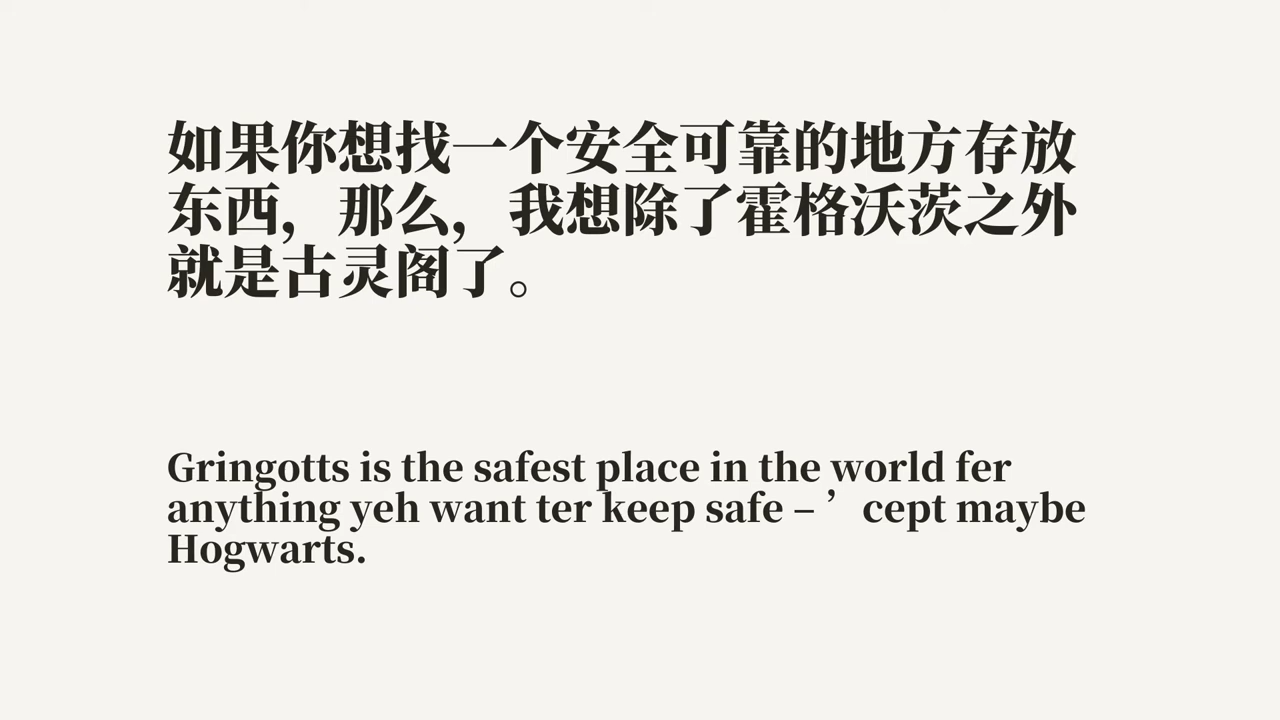 如果你想找一个安全可靠的地方存放
东西，那么，我想除了霍格沃茨之外
就是古灵阁了。
Gringotts is the safest place in the world fer
anything yeh want ter keep safe – ’cept maybe
Hogwarts.